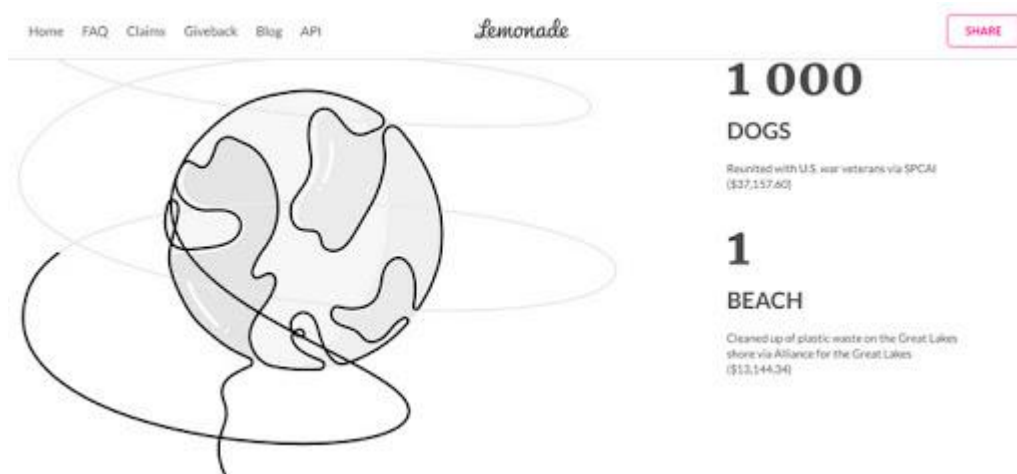 Home FAQ Claims Giveback Blog API
Lemonade
SHARE
1 000
DOGS
Reunited with U.S. war veterans via SPCAI
($37,157.60)
1
BEACH
Cleaned up of plastic waste on the Great Lakes
shore via Alliance for the Great Lakes
($13,144.34)